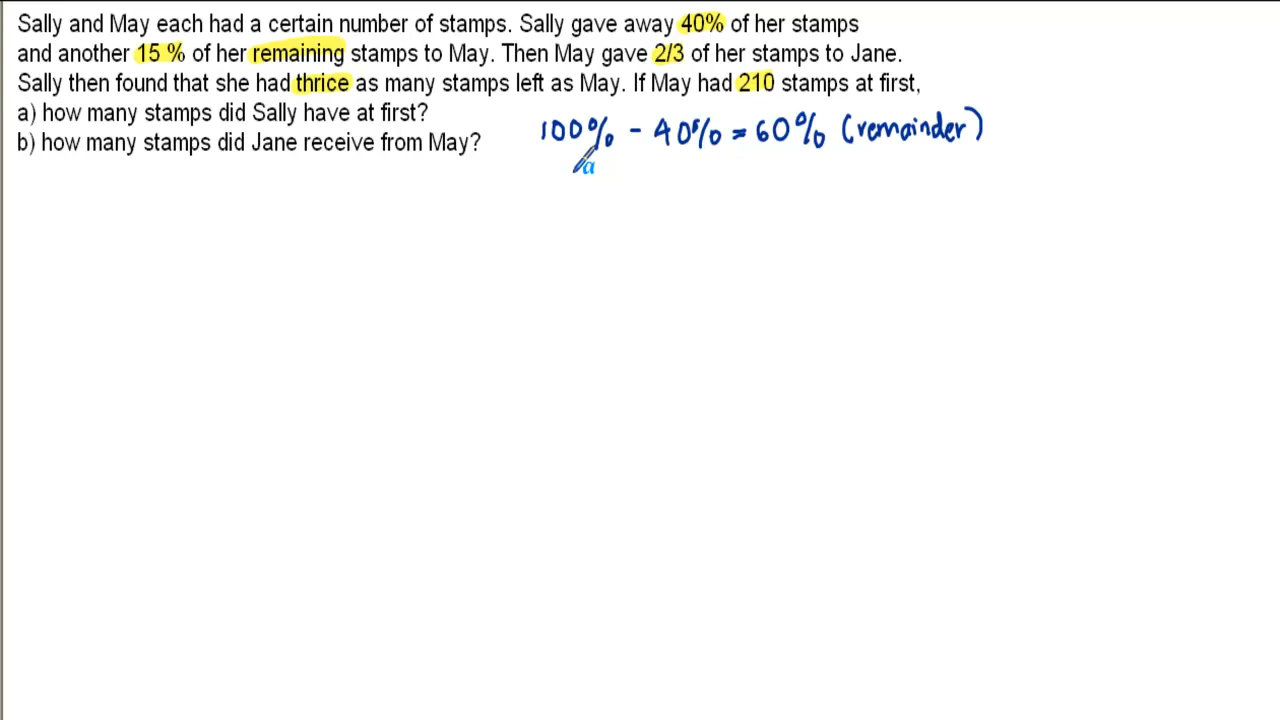 Sally and May each had a certain number of stamps. Sally gave away 40% of her stamps
and another 15 % of her remaining stamps to May. Then May gave 2/3 of her stamps to Jane.
Sally then found that she had thrice as many stamps left as May. If May had 210 stamps at first,
a) how many stamps did Sally have at first?
b) how many stamps did Jane receive from May?
100% - 40% = 60% (remainder)
a